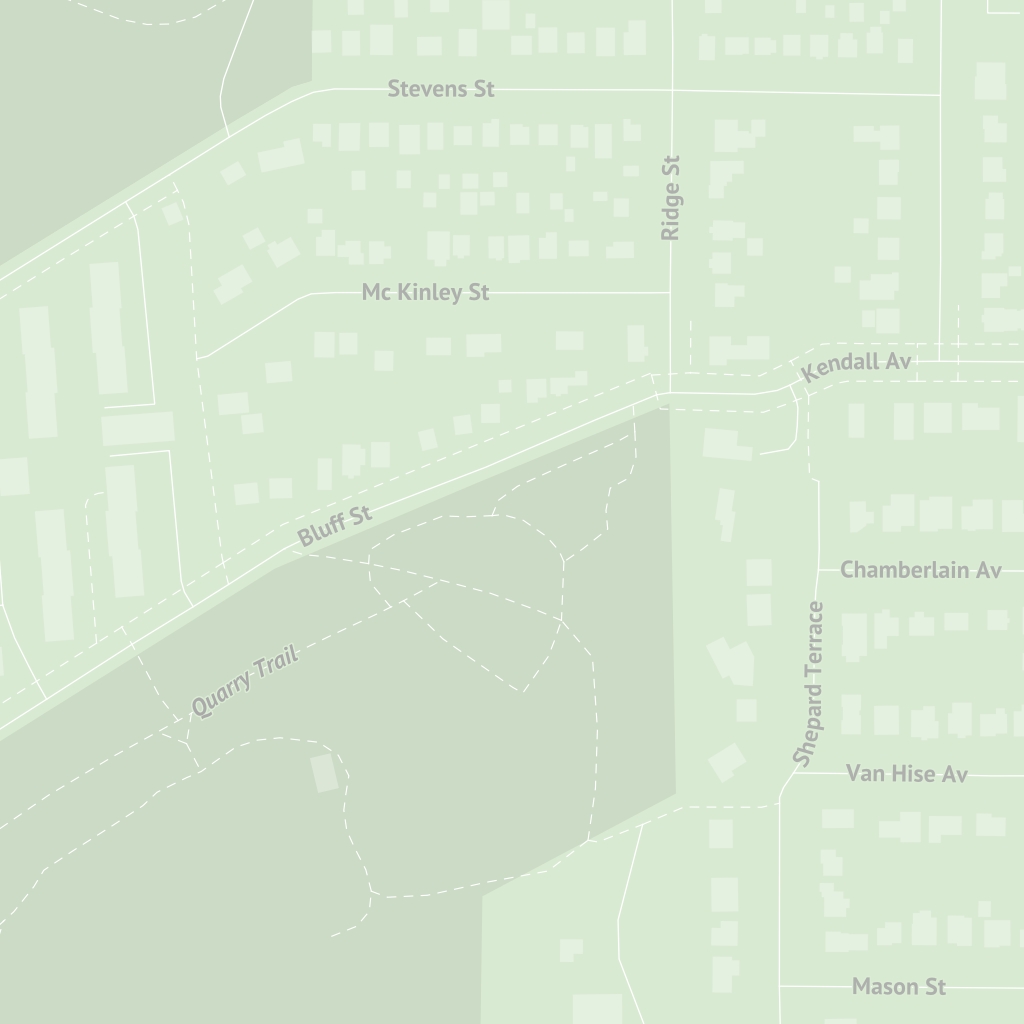 Stevens St
Ridge St
Mc Kinley St
Kendall Av
Bluff St
Chamberlain Av
Quarry Trail
Shepard Terrace
Van Hise Av
Mason St